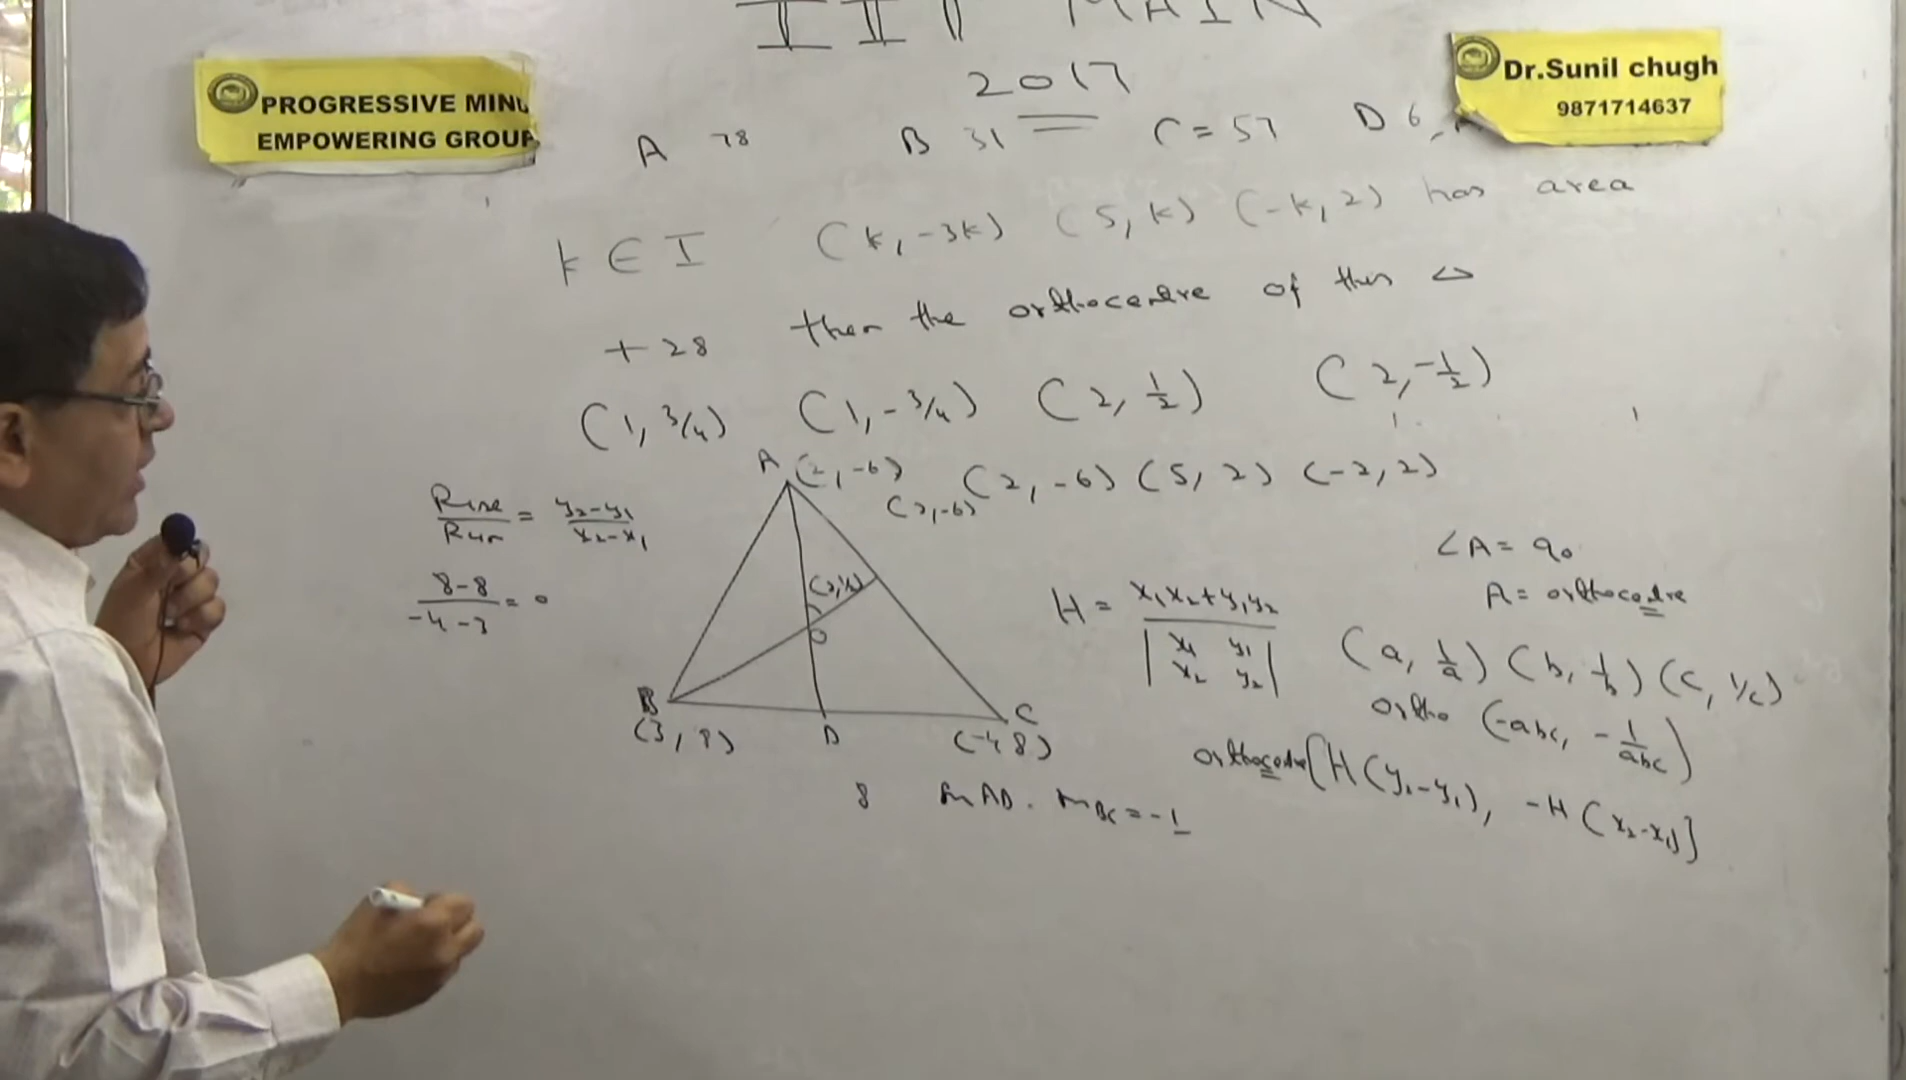 IIT MAIN
2017
PROGRESSIVE MIN
EMPOWERING GROUP
Dr.Sunil chugh
9871714637
A 78 B 31 C = 57 D 6
k ∈ I (k, -3k) (5, k) (-k, 2) has area
+ 28 then the orthocentre of this Δ
(1, 3/4) (1, -3/4) (2, 1/2) (2, -1/2)
A (2, -6) (2, -6) (5, 2) (-2, 2)
(2, -6)
Rise/Run = y2-y1/x2-x1
8-8/-4-3 = 0
(2, 1/2)
O
B
(3, 8)
D
C
(-4 8)
∠A = 90
A = orthocentre
H = x1x2+y1y2/|x1 y1 x2 y2|
(a, 1/a) (b, 1/b) (c, 1/c)
ortho (-abc, -1/abc)
orthocentre [H(y2-y1), -H(x2-x1)]
8 m AD . m BC = -1